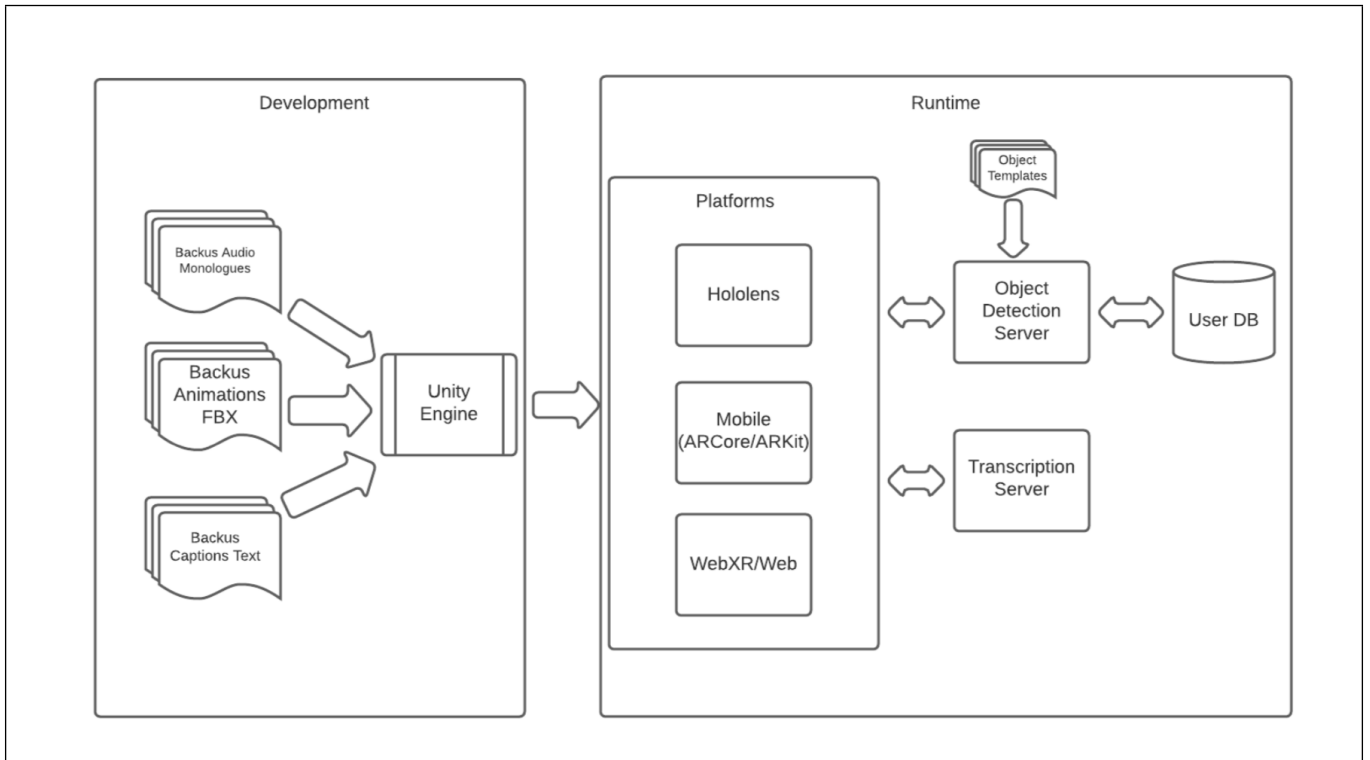 Development
Backus Audio
Monologues
Backus
Animations
FBX
Backus
Captions Text
Unity
Engine
Runtime
Platforms
Hololens
Mobile
(ARCore/ARKit)
WebXR/Web
Object
Templates
Object
Detection
Server
User DB
Transcription
Server